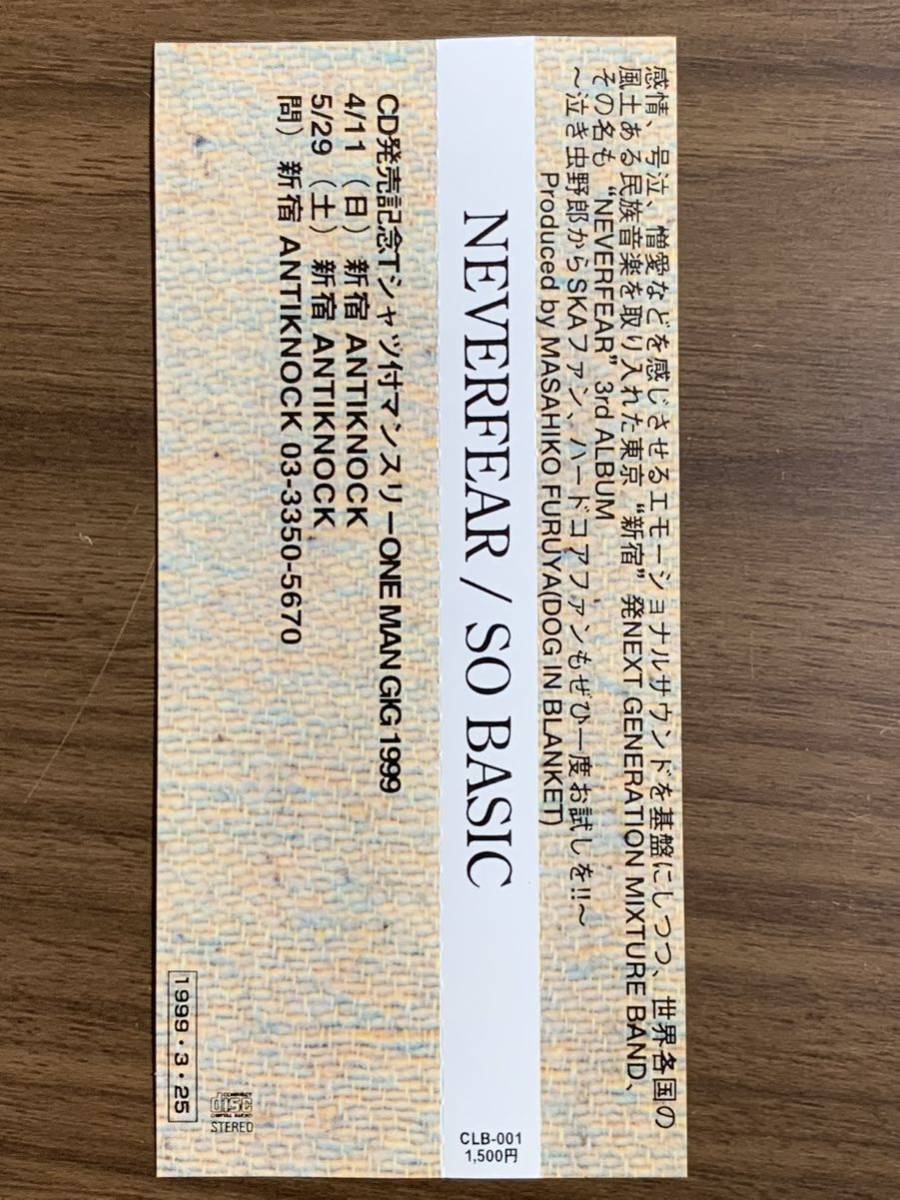 感情、号泣、憎愛などを感じさせるエモーショナルサウンドを基盤にしつつ、世界各国の
風土ある民族音楽を取り入れた東京“新宿”発NEXT GENERATION MIXTURE BAND、
その名も“NEVERFEAR”3rd ALBUM
～泣き虫野郎からSKAファン、ハードコアファンもぜひ一度お試しを!!～
Produced by MASAHIKO FURUYA(DOG IN BLANKET)
NEVERFEAR / SO BASIC
CLB-001
1,500円
CD発売記念Tシャツ付マンスリーONE MAN GIG 1999
4/11（日）新宿 ANTIKNOCK
5/29（土）新宿 ANTIKNOCK
問）新宿 ANTIKNOCK 03-3350-5670
COMPACT disc DIGITAL AUDIO
STEREO
1999・3・25